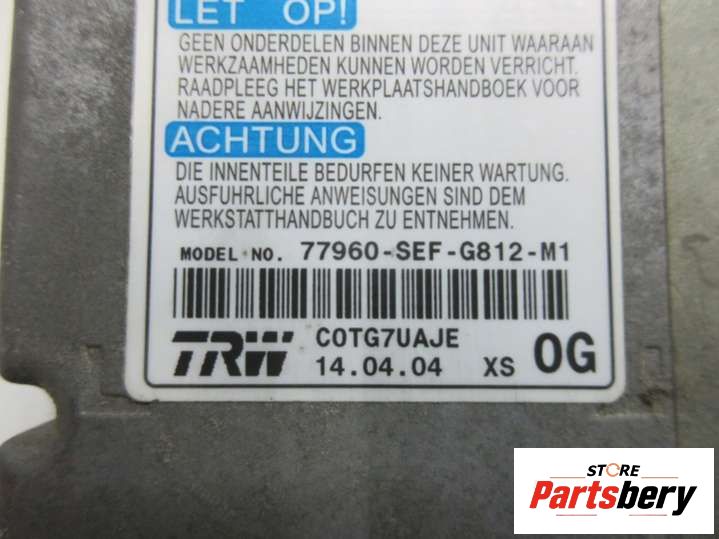 LET OP!
GEEN ONDERDELEN BINNEN DEZE UNIT WAARAAN
WERKZAAMHEDEN KUNNEN WORDEN VERRICHT.
RAADPLEEG HET WERKPLAATSHANDBOEK VOOR
NADERE AANWIJZINGEN.
ACHTUNG
DIE INNENTEILE BEDURFEN KEINER WARTUNG.
AUSFUHRLICHE ANWEISUNGEN SIND DEM
WERKSTATTHANDBUCH ZU ENTNEHMEN.
MODEL NO. 77960-SEF-G812-M1
TRW C0TG7UAJE
14.04.04 XS 0G
STORE
Partsbery